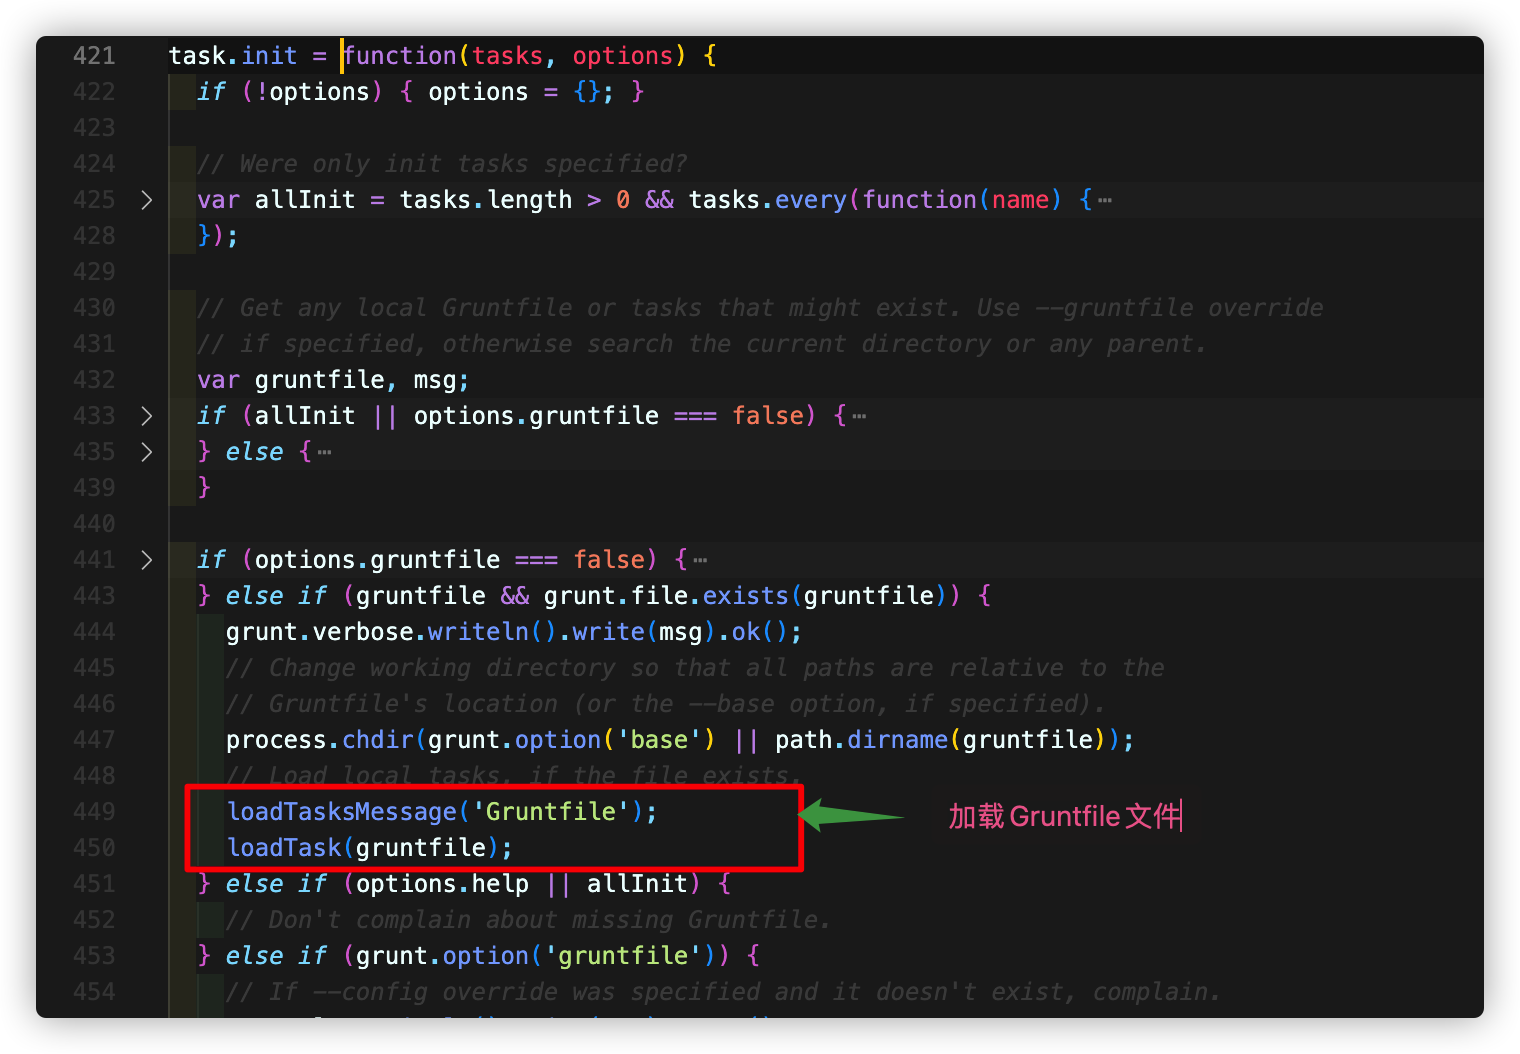 421 task.init = function(tasks, options) {
422 if (!options) { options = {}; }
423
424 // Were only init tasks specified?
425 var allInit = tasks.length > 0 && tasks.every(function(name) {…
428 });
429
430 // Get any local Gruntfile or tasks that might exist. Use --gruntfile override
431 // if specified, otherwise search the current directory or any parent.
432 var gruntfile, msg;
433 if (allInit || options.gruntfile === false) {…
435 } else {…
439 }
440
441 if (options.gruntfile === false) {…
443 } else if (gruntfile && grunt.file.exists(gruntfile)) {
444 grunt.verbose.writeln().write(msg).ok();
445 // Change working directory so that all paths are relative to the
446 // Gruntfile's location (or the --base option, if specified).
447 process.chdir(grunt.option('base') || path.dirname(gruntfile));
448 // Load local tasks, if the file exists.
449 loadTasksMessage('Gruntfile');
加载 Gruntfile 文件
450 loadTask(gruntfile);
451 } else if (options.help || allInit) {
452 // Don't complain about missing Gruntfile.
453 } else if (grunt.option('gruntfile')) {
454 // If --config override was specified and it doesn't exist, complain.